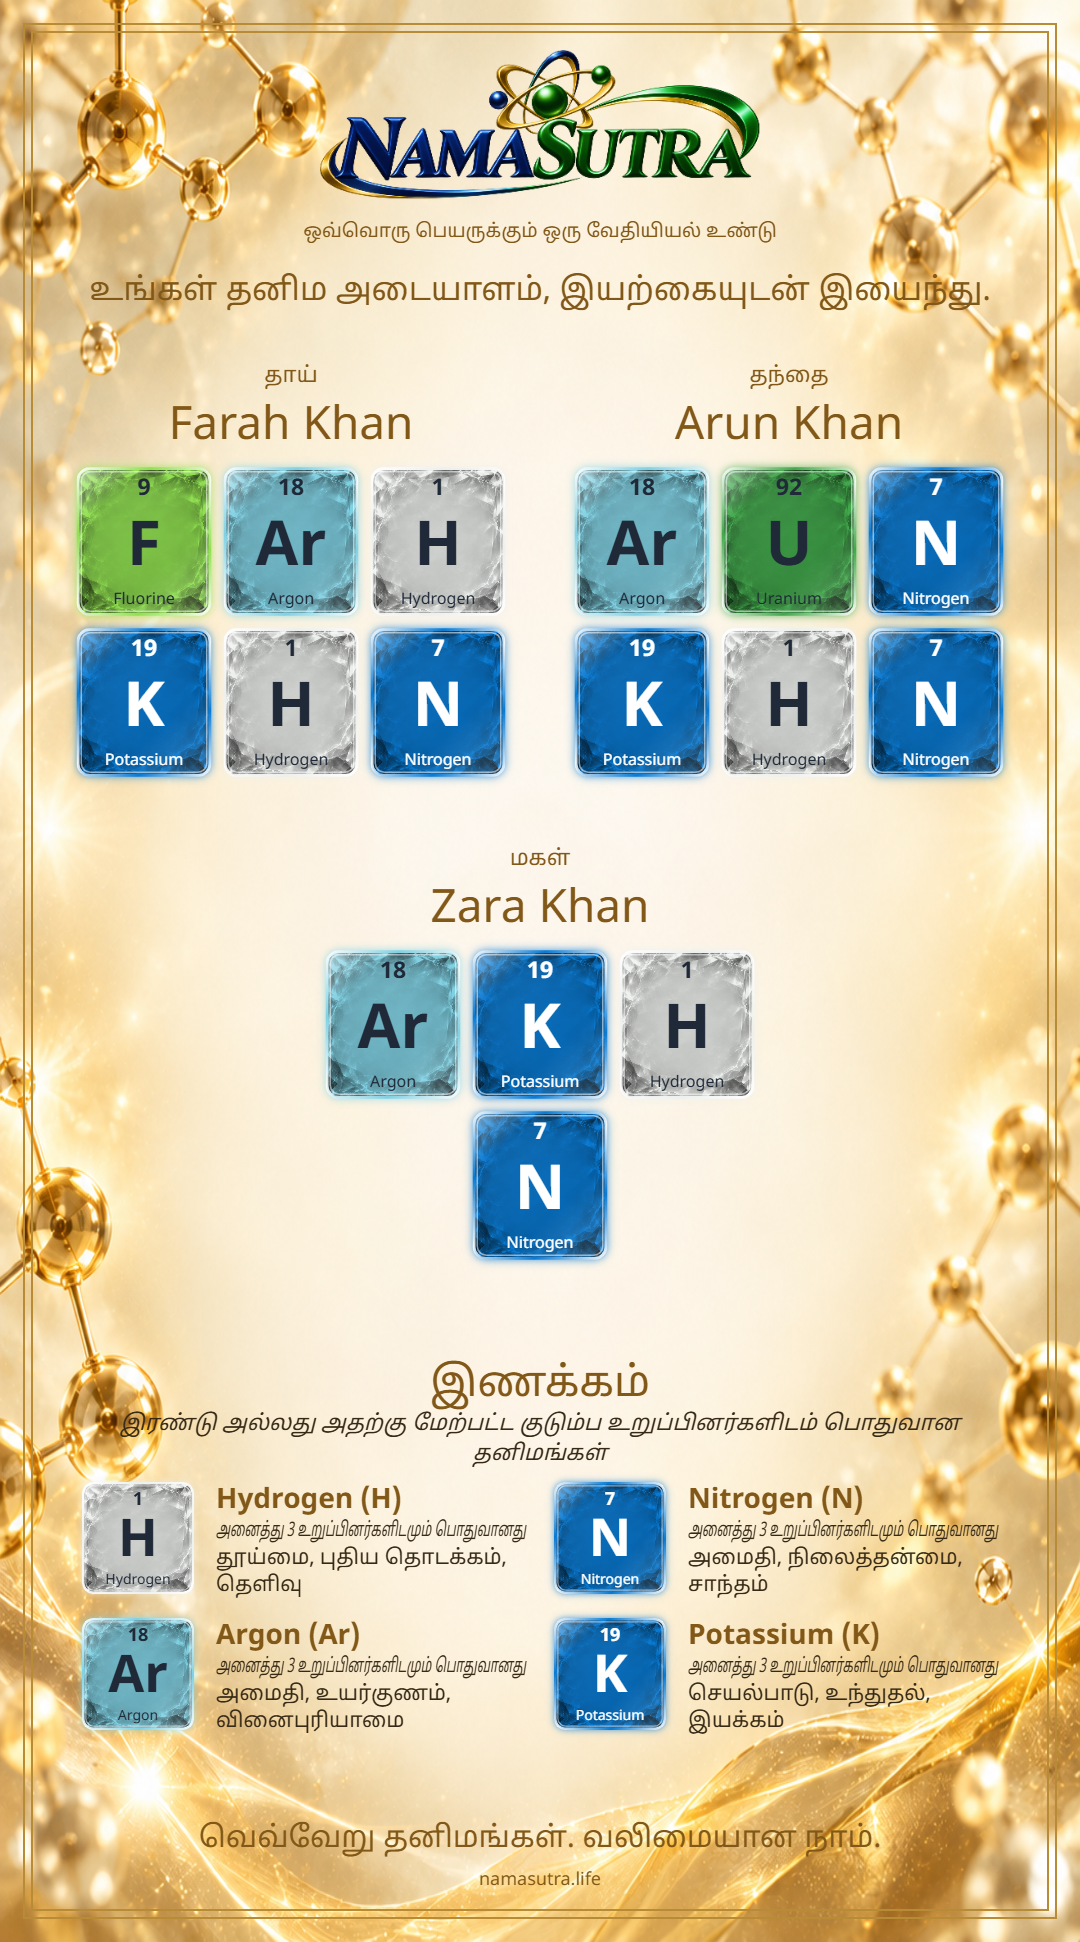 NAMASUTRA
ஒவ்வொரு பெயருக்கும் ஒரு வேதியியல் உண்டு
உங்கள் தனிம அடையாளம், இயற்கையுடன் இயைந்து.
தாய்
Farah Khan
9
F
Fluorine
18
Ar
Argon
1
H
Hydrogen
19
K
Potassium
1
H
Hydrogen
7
N
Nitrogen
தந்தை
Arun Khan
18
Ar
Argon
92
U
Uranium
7
N
Nitrogen
19
K
Potassium
1
H
Hydrogen
7
N
Nitrogen
மகள்
Zara Khan
18
Ar
Argon
19
K
Potassium
1
H
Hydrogen
7
N
Nitrogen
இணக்கம்
இரண்டு அல்லது அதற்கு மேற்பட்ட குடும்ப உறுப்பினர்களிடம் பொதுவான
தனிமங்கள்
1
H
Hydrogen
Hydrogen (H)
அனைத்து 3 உறுப்பினர்களிடமும் பொதுவானது
தூய்மை, புதிய தொடக்கம்,
தெளிவு
7
N
Nitrogen
Nitrogen (N)
அனைத்து 3 உறுப்பினர்களிடமும் பொதுவானது
அமைதி, நிலைத்தன்மை,
சாந்தம்
18
Ar
Argon
Argon (Ar)
அனைத்து 3 உறுப்பினர்களிடமும் பொதுவானது
அமைதி, உயர்குணம்,
வினைபுரியாமை
19
K
Potassium
Potassium (K)
அனைத்து 3 உறுப்பினர்களிடமும் பொதுவானது
செயல்பாடு, உந்துதல்,
இயக்கம்
வெவ்வேறு தனிமங்கள். வலிமையான நாம்.
namasutra.life